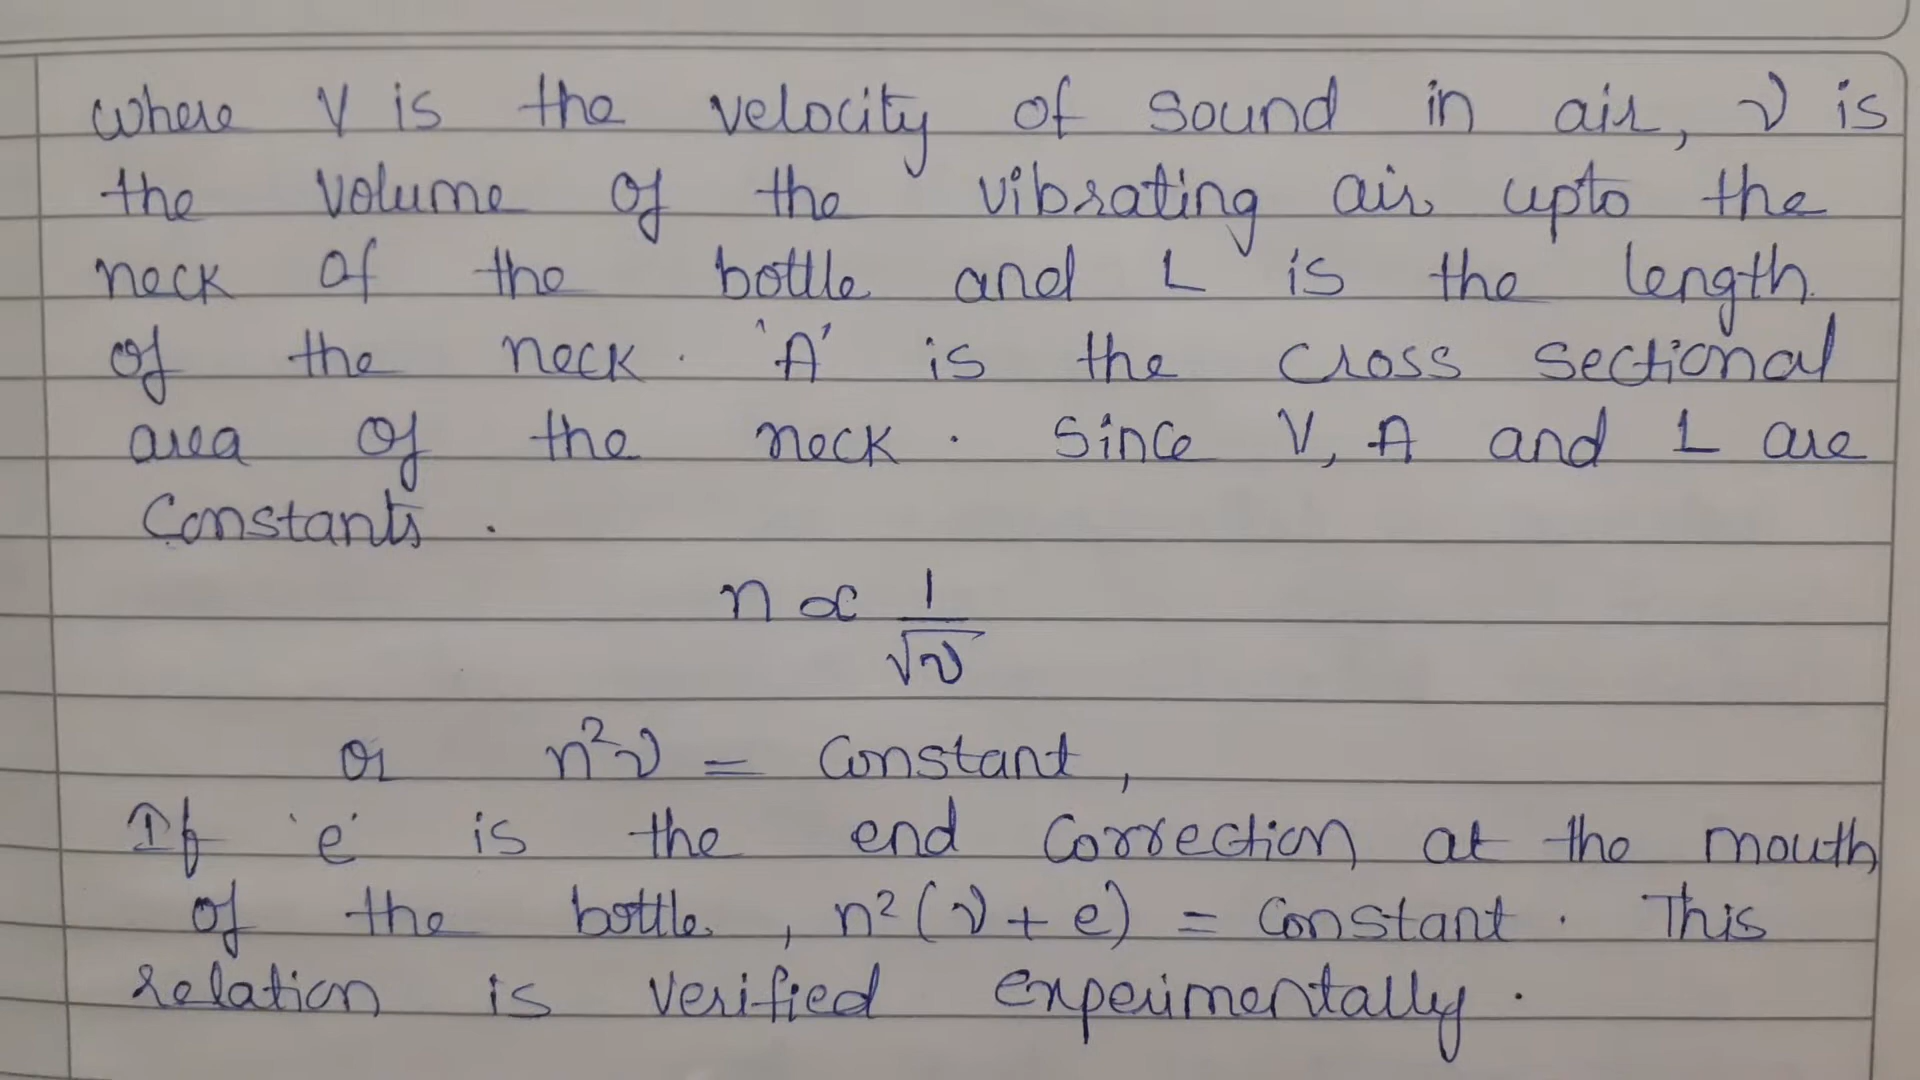 where V is the velocity of sound in air, v is
the volume of the vibrating air upto the
neck of the bottle and L is the length
of the neck. 'A' is the cross sectional
area of the neck. Since V, A and L are
Constants.
n ∝ 1/√v
or n²v = Constant,
If 'e' is the end correction at the mouth
of the bottle, n²(v + e) = Constant. This
relation is verified experimentally.